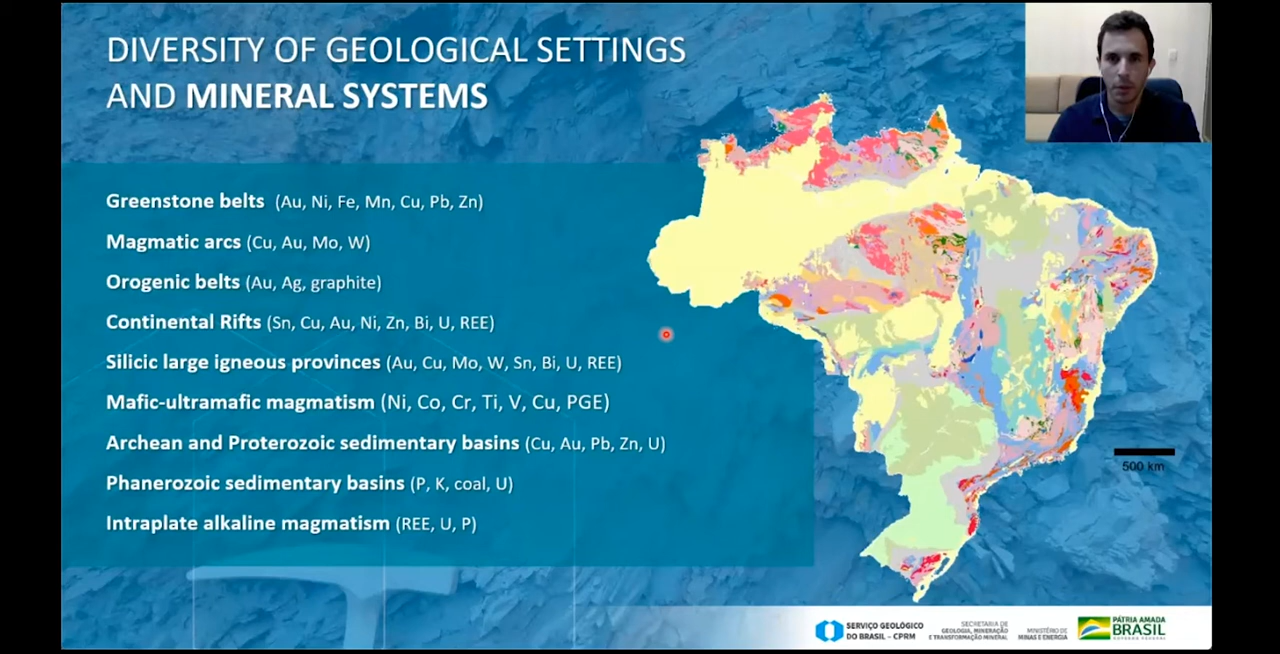 DIVERSITY OF GEOLOGICAL SETTINGS
AND MINERAL SYSTEMS
Greenstone belts (Au, Ni, Fe, Mn, Cu, Pb, Zn)
Magmatic arcs (Cu, Au, Mo, W)
Orogenic belts (Au, Ag, graphite)
Continental Rifts (Sn, Cu, Au, Ni, Zn, Bi, U, REE)
Silicic large igneous provinces (Au, Cu, Mo, W, Sn, Bi, U, REE)
Mafic-ultramafic magmatism (Ni, Co, Cr, Ti, V, Cu, PGE)
Archean and Proterozoic sedimentary basins (Cu, Au, Pb, Zn, U)
Phanerozoic sedimentary basins (P, K, coal, U)
Intraplate alkaline magmatism (REE, U, P)
500 km
SERVIÇO GEOLÓGICO
DO BRASIL – CPRM
SECRETARIA DE
GEOLOGIA, MINERAÇÃO
E TRANSFORMAÇÃO MINERAL
MINISTÉRIO DE
MINAS E ENERGIA
PÁTRIA AMADA
BRASIL
GOVERNO FEDERAL